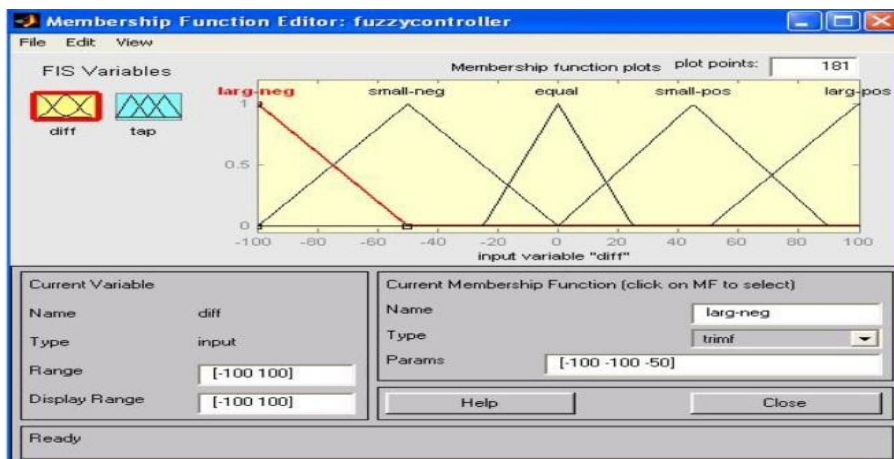 Membership Function Editor: fuzzycontroller
File Edit View
FIS Variables
diff
tap
Membership function plots plot points: 181
larg-neg small-neg equal small-pos larg-pos
1
0.5
0
-100 -80 -60 -40 -20 0 20 40 60 80 100
input variable "diff"
Current Variable
Name diff
Type input
Range [-100 100]
Display Range [-100 100]
Current Membership Function (click on MF to select)
Name larg-neg
Type trimf
Params [-100 -100 -50]
Help Close
Ready